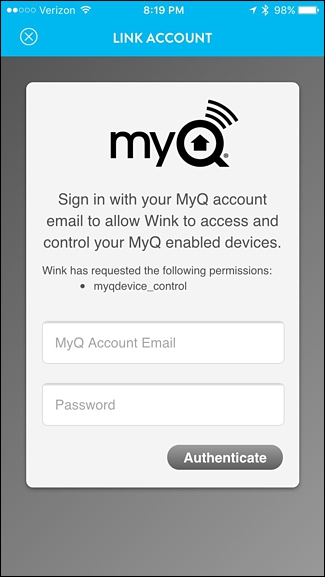 Verizon 8:19 PM 98%
LINK ACCOUNT
myQ®
Sign in with your MyQ account
email to allow Wink to access and
control your MyQ enabled devices.
Wink has requested the following permissions:
• myqdevice_control
MyQ Account Email
Password
Authenticate